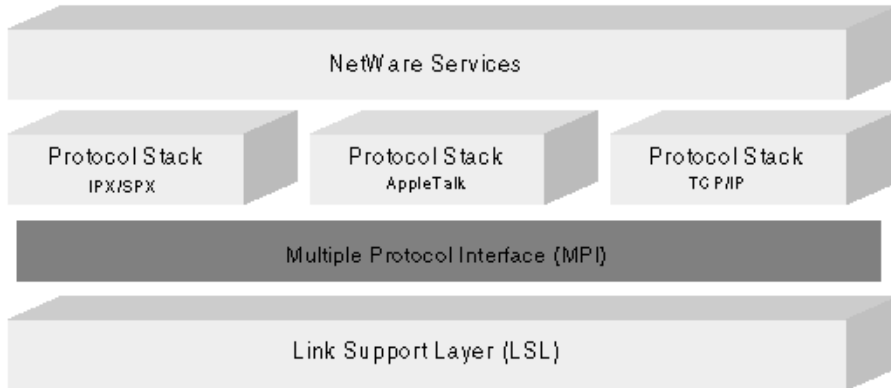 NetWare Services
Protocol Stack
IPX/SPX
Protocol Stack
AppleTalk
Protocol Stack
TCP/IP
Multiple Protocol Interface (MPI)
Link Support Layer (LSL)